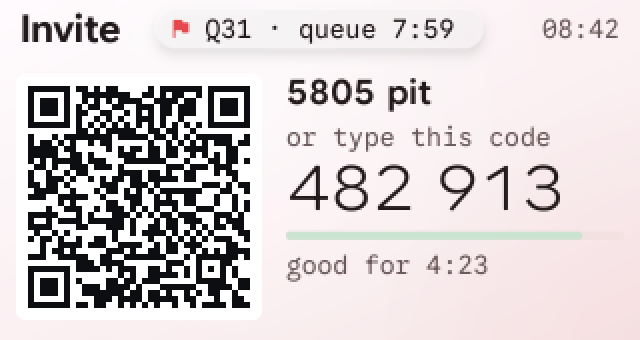 Invite
Q31 · queue 7:59
08:42
5805 pit
or type this code
482 913
good for 4:23